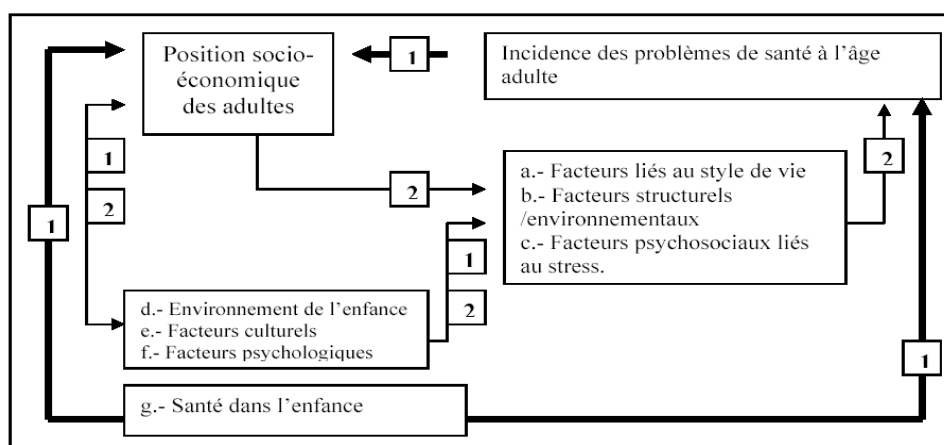 Position socio-
économique
des adultes
1
Incidence des problèmes de santé à l'âge
adulte
1
2
1
2
a.- Facteurs liés au style de vie
b.- Facteurs structurels
/environnementaux
c.- Facteurs psychosociaux liés
au stress.
2
1
2
d.- Environnement de l'enfance
e.- Facteurs culturels
f.- Facteurs psychologiques
1
g.- Santé dans l'enfance
1